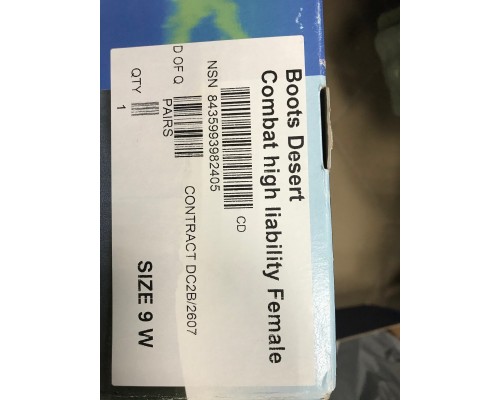 Boots Desert
Combat high liability Female
NSN 8435993982405
CD
D OF Q
PAIRS
CONTRACT DC2B/2607
QTY
1
SIZE 9 W